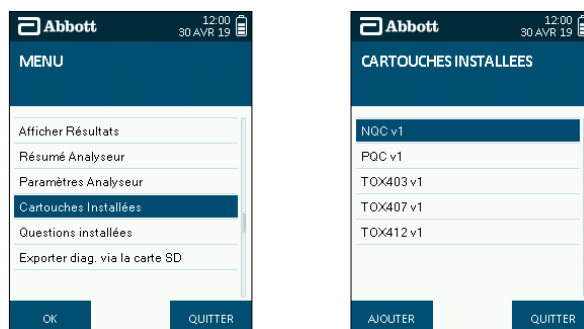 Abbott
12:00
30 AVR 19
MENU
Afficher Résultats
Résumé Analyseur
Paramètres Analyseur
Cartouches Installées
Questions installées
Exporter diag. via la carte SD
OK
QUITTER
Abbott
12:00
30 AVR 19
CARTOUCHES INSTALLEES
NQC v1
PQC v1
TOX403 v1
TOX407 v1
TOX412 v1
AJOUTER
QUITTER